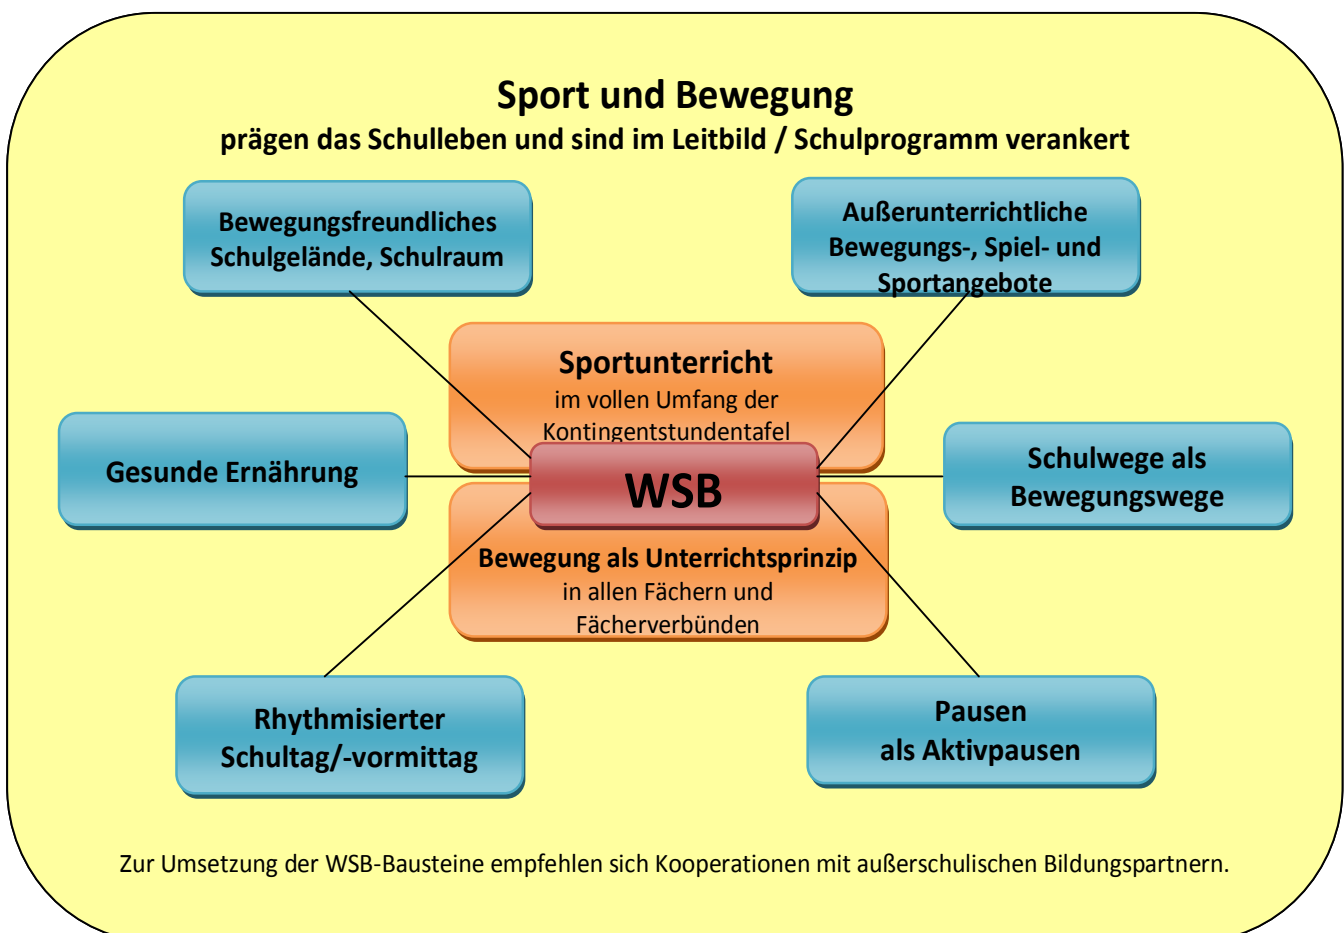 Sport und Bewegung
prägen das Schulleben und sind im Leitbild / Schulprogramm verankert
Bewegungsfreundliches
Schulgelände, Schulraum
Außerunterrichtliche
Bewegungs-, Spiel- und
Sportangebote
Sportunterricht
im vollen Umfang der
Kontingentstundentafel
Gesunde Ernährung
WSB
Schulwege als
Bewegungswege
Bewegung als Unterrichtsprinzip
in allen Fächern und
Fächerverbünden
Rhythmisierter
Schultag/-vormittag
Pausen
als Aktivpausen
Zur Umsetzung der WSB-Bausteine empfehlen sich Kooperationen mit außerschulischen Bildungspartnern.